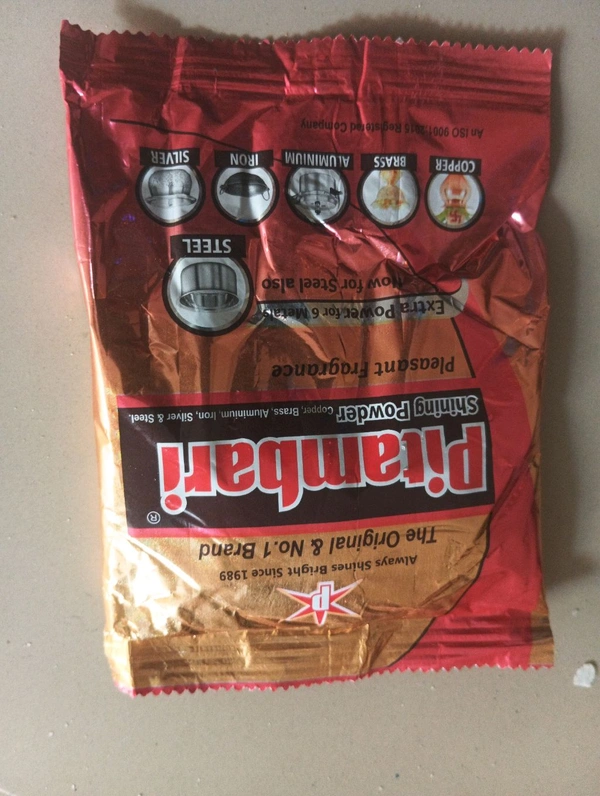 P
Always Shines Bright Since 1989
The Original & No.1 Brand
Pitambari®
Shining Powder Copper, Brass, Aluminium, Iron, Silver & Steel.
Pleasant Fragrance
Extra Power for 6 Metals
Now for Steel also
STEEL
COPPER BRASS ALUMINIUM IRON SILVER
An ISO 9001:2015 Registered Company